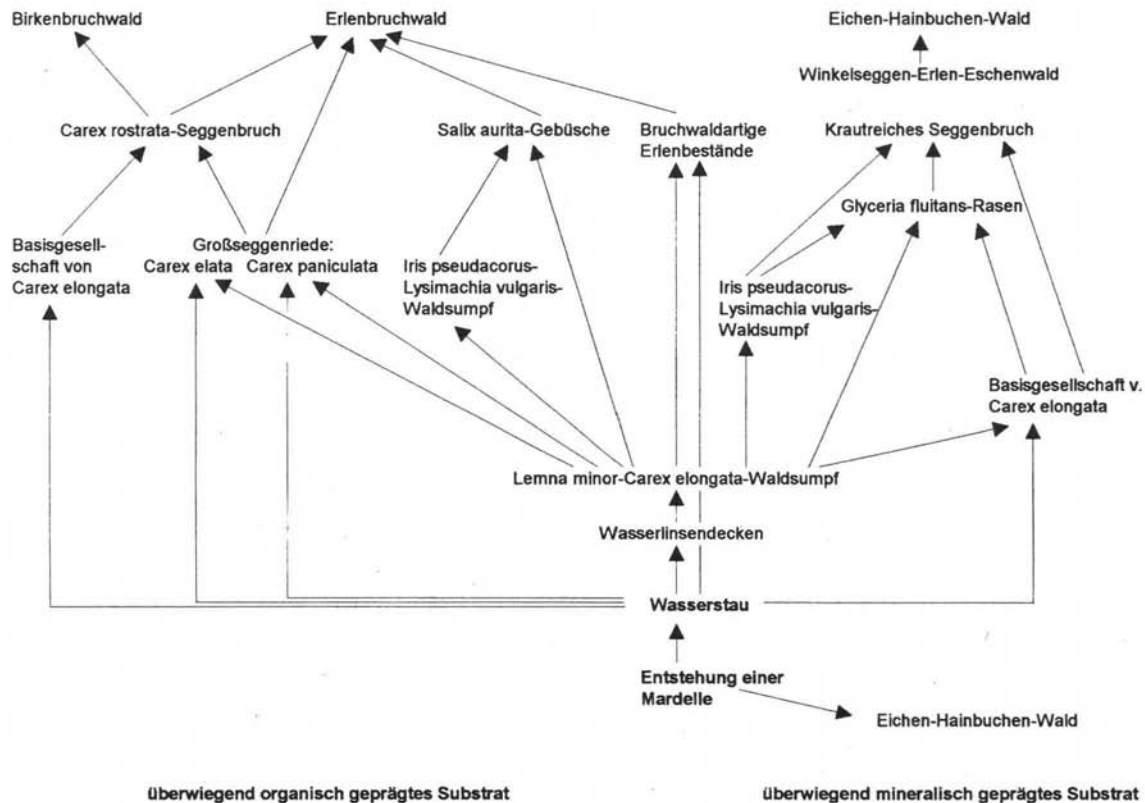 Birkenbruchwald
Erlenbruchwald
Eichen-Hainbuchen-Wald
Winkelseggen-Erlen-Eschenwald
Carex rostrata-Seggenbruch
Salix aurita-Gebüsche
Bruchwaldartige
Erlenbestände
Krautreiches Seggenbruch
Glyceria fluitans-Rasen
Basisgesell-
schaft von
Carex elongata
Großseggenriede:
Carex elata
Carex paniculata
Iris pseudacorus-
Lysimachia vulgaris-
Waldsumpf
Iris pseudacorus-
Lysimachia vulgaris-
Waldsumpf
Basisgesellschaft v.
Carex elongata
Lemna minor-Carex elongata-Waldsumpf
Wasserlinsendecken
Wasserstau
Entstehung einer
Mardelle
Eichen-Hainbuchen-Wald
überwiegend organisch geprägtes Substrat
überwiegend mineralisch geprägtes Substrat